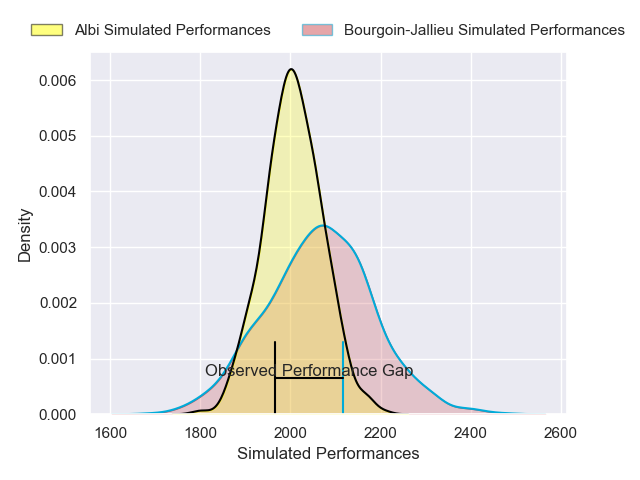 Albi Simulated Performances
Bourgoin-Jallieu Simulated Performances
0.006
0.005
0.004
0.003
0.002
0.001
0.000
Density
Observed Performance Gap
1600
1800
2000
2200
2400
2600
Simulated Performances